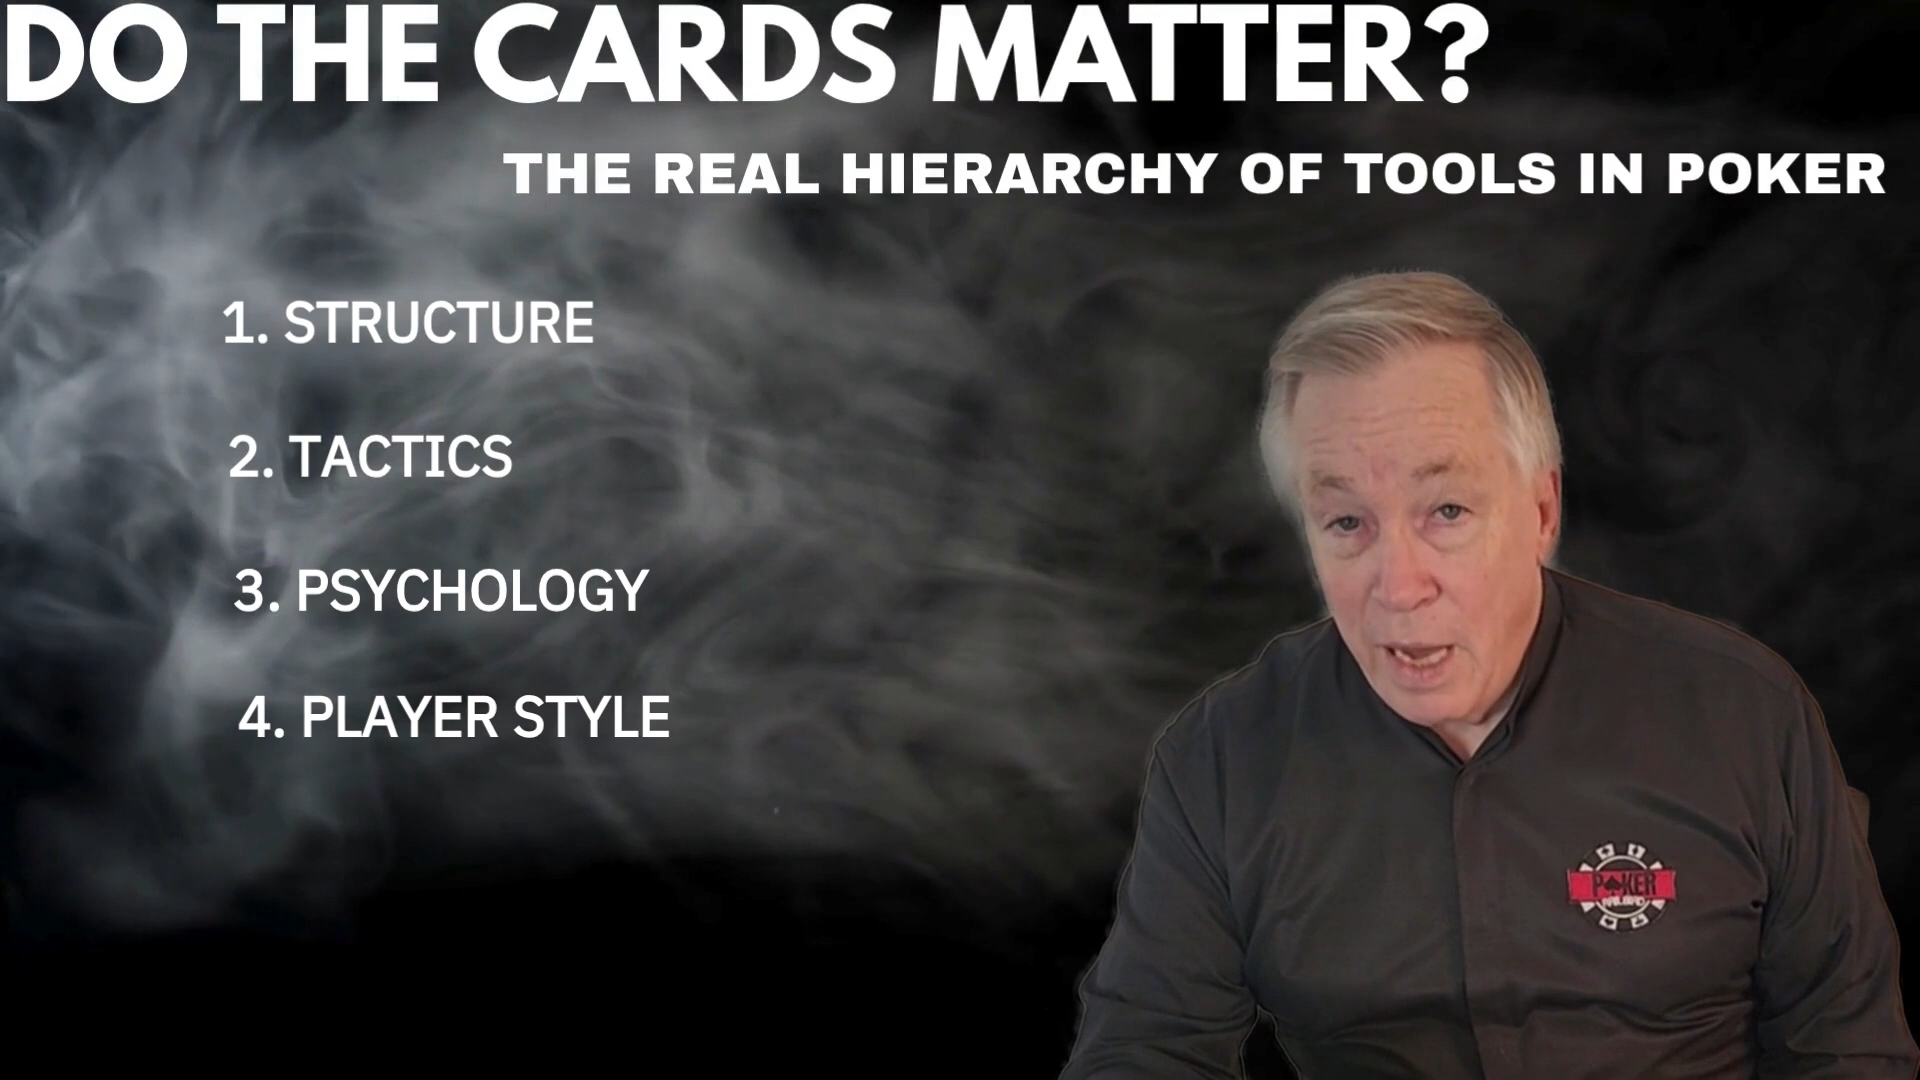 DO THE CARDS MATTER?
THE REAL HIERARCHY OF TOOLS IN POKER
1. STRUCTURE
2. TACTICS
3. PSYCHOLOGY
4. PLAYER STYLE
POKER
RAILBIRD